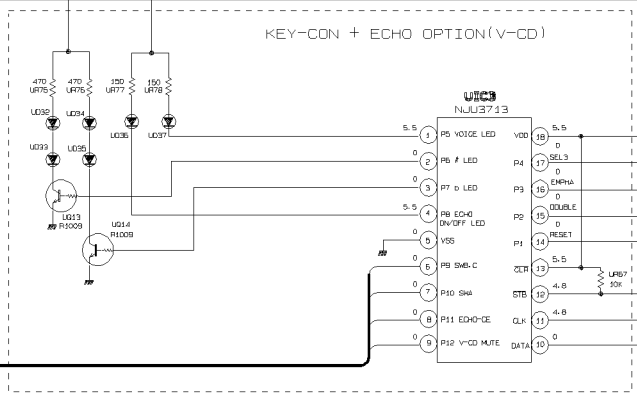 KEY-CON + ECHO OPTION(V-CD)
470 470 150 150
UR75 UR76 UR77 UR78
UD32 UD34 UD36 UD37
UD33 UD35
UQ13
R1009
UQ14
R1009
UIC3
NJU3713
5.5 1 P5 VOICE LED
0 2 P6 # LED
0 3 P7 b LED
5.5 4 P8 ECHO
ON/OFF LED
0 5 VSS
0 6 P9 SWB.C
0 7 P10 SWA
0 8 P11 ECHO-CE
0 9 P12 V-CD MUTE
VDD 18 5.5
P4 17 0 SEL3
P3 16 0 EMPHA
P2 15 0 DOUBLE
P1 14 0 RESET
CLR 13 5.5
STB 12 4.8
CLK 11 4.8
DATA 10 0
UR67
10K